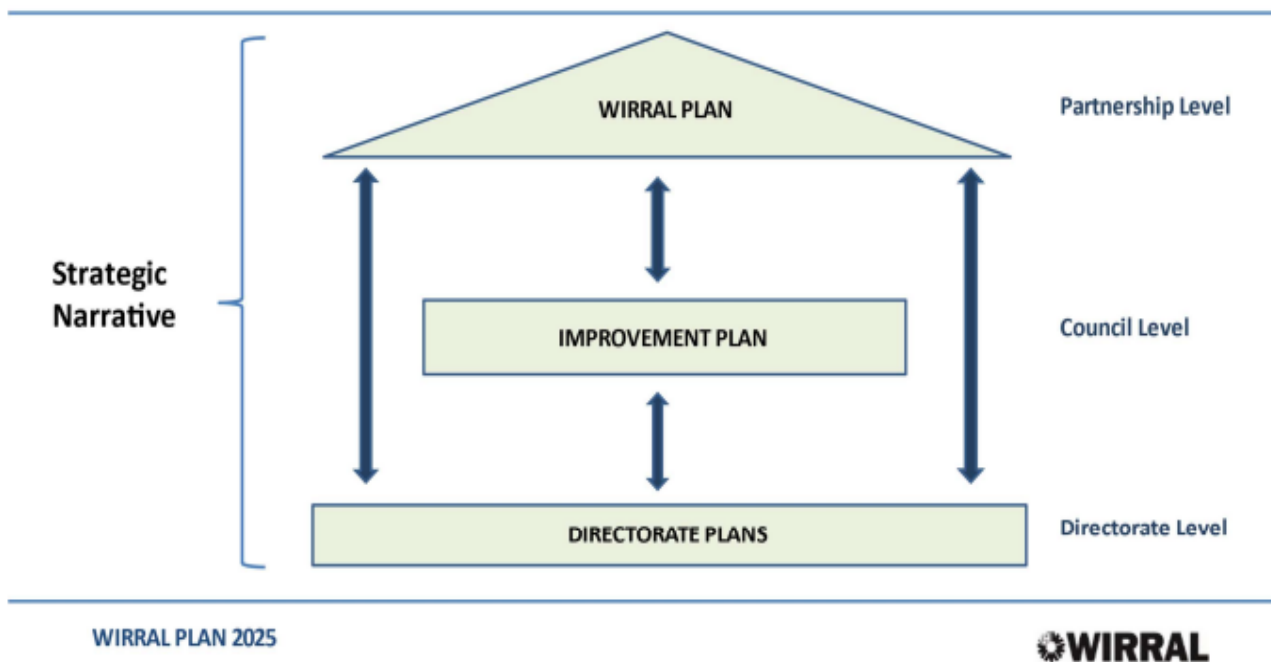 WIRRAL PLAN
Partnership Level
Strategic
Narrative
IMPROVEMENT PLAN
Council Level
DIRECTORATE PLANS
Directorate Level
WIRRAL PLAN 2025
WIRRAL